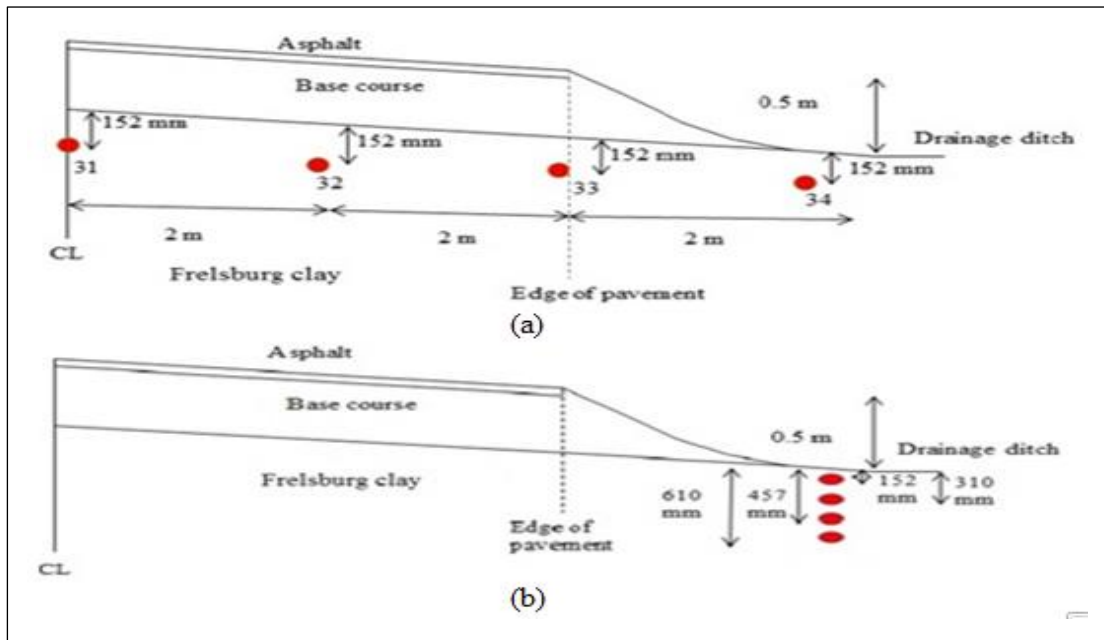 Asphalt
Base course
0.5 m
Drainage ditch
152 mm
152 mm
152 mm
152 mm
31
32
33
34
2 m
2 m
2 m
CL
Frelsburg clay
Edge of pavement
(a)
Asphalt
Base course
0.5 m
Drainage ditch
Frelsburg clay
610 mm
457 mm
152 mm
310 mm
Edge of
pavement
CL
(b)